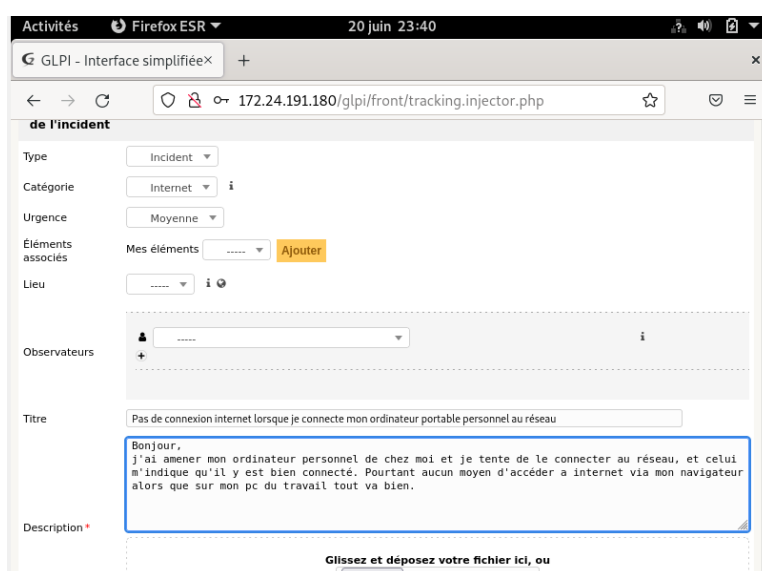 Activités Firefox ESR 20 juin 23:40
GLPI - Interface simplifiée × + ×
172.24.191.180/glpi/front/tracking.injector.php
de l'incident
Type Incident
Catégorie Internet
Urgence Moyenne
Éléments associés Mes éléments ----- Ajouter
Lieu -----
-----
Observateurs
Titre Pas de connexion internet lorsque je connecte mon ordinateur portable personnel au réseau
Bonjour,
j'ai amener mon ordinateur personnel de chez moi et je tente de le connecter au réseau, et celui
m'indique qu'il y est bien connecté. Pourtant aucun moyen d'accéder a internet via mon navigateur
alors que sur mon pc du travail tout va bien.
Description *
Glissez et déposez votre fichier ici, ou